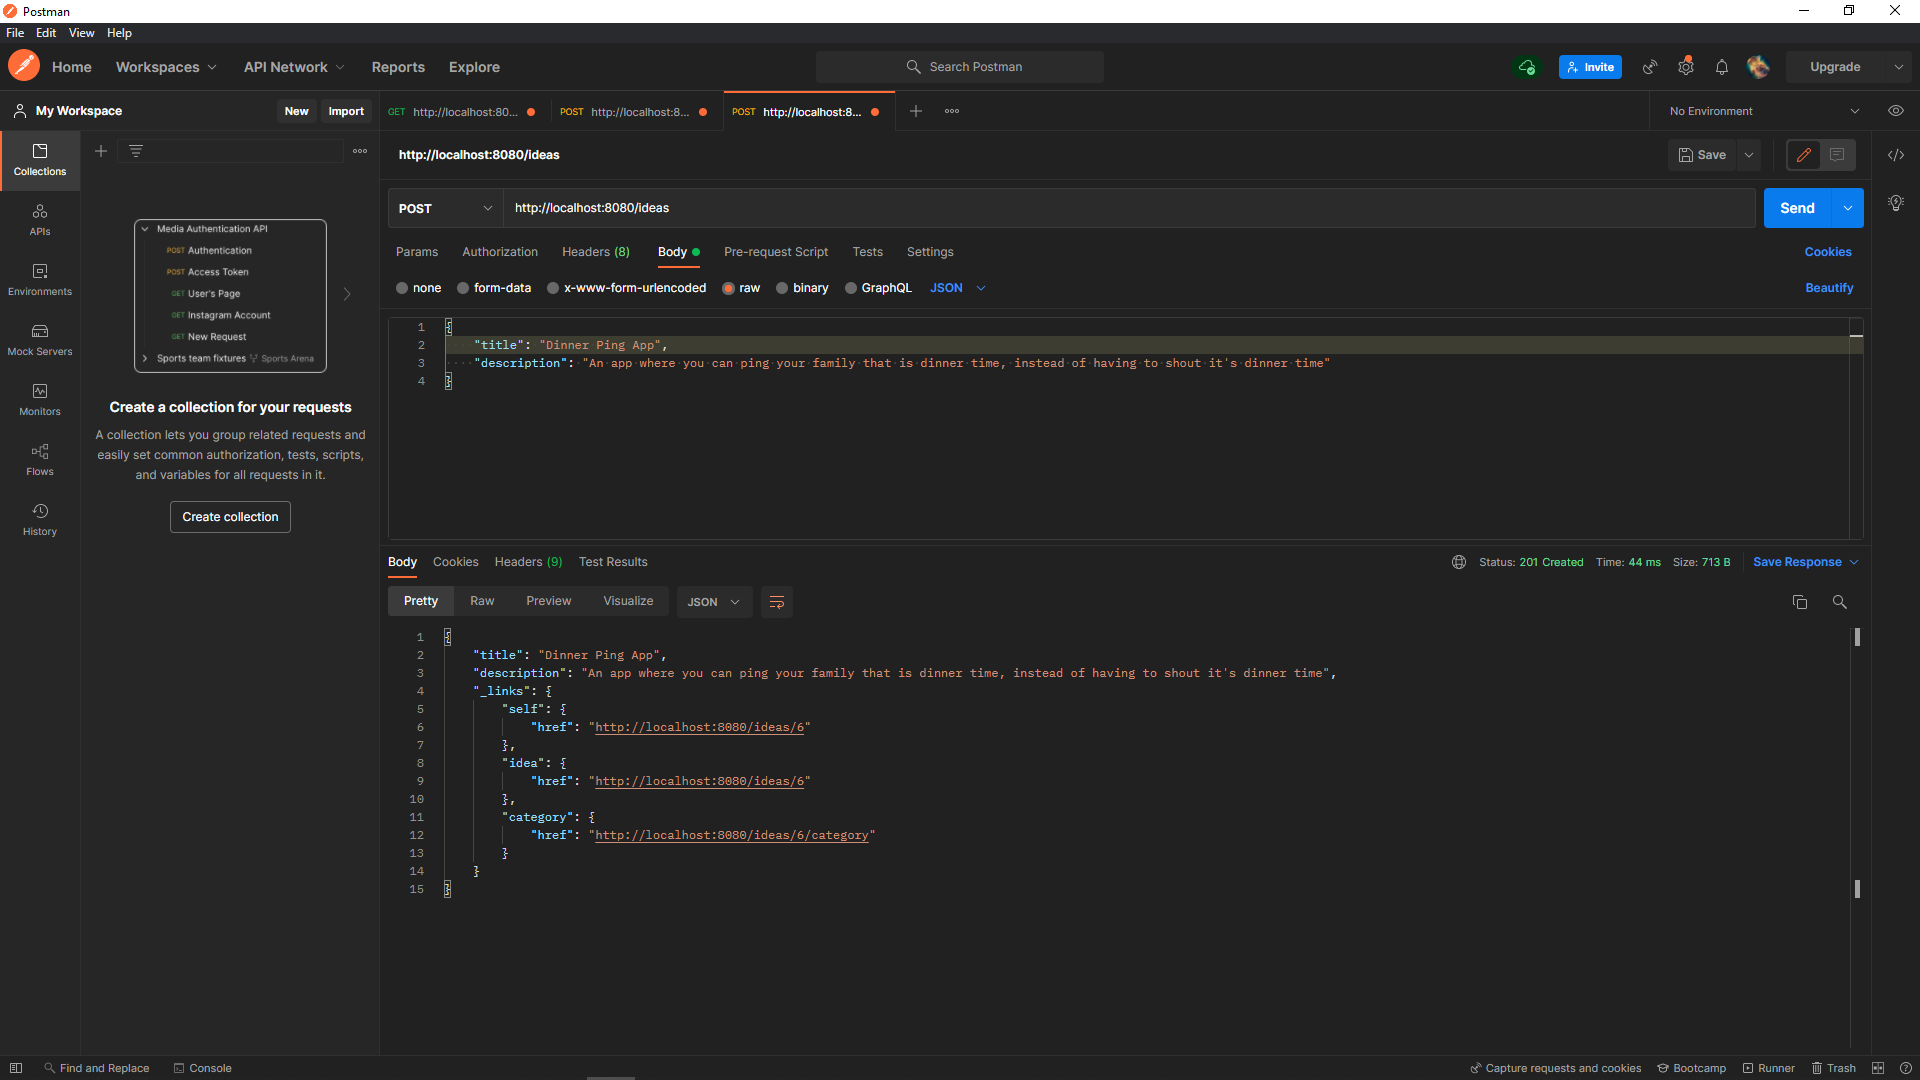 Postman
File Edit View Help
Home Workspaces API Network Reports Explore Search Postman Invite Upgrade
My Workspace New Import GET http://localhost:80... POST http://localhost:8... POST http://localhost:8... No Environment
Collections
APIs
Environments
Mock Servers
Monitors
Flows
History
Media Authentication API
POST Authentication
POST Access Token
GET User's Page
GET Instagram Account
GET New Request
Sports team fixtures Sports Arena
Create a collection for your requests
A collection lets you group related requests and
easily set common authorization, tests, scripts,
and variables for all requests in it.
Create collection
http://localhost:8080/ideas Save
POST http://localhost:8080/ideas Send
Params Authorization Headers (8) Body Pre-request Script Tests Settings Cookies
none form-data x-www-form-urlencoded raw binary GraphQL JSON Beautify
1 {
2 "title": "Dinner Ping App",
3 "description": "An app where you can ping your family that is dinner time, instead of having to shout it's dinner time"
4 }
Body Cookies Headers (9) Test Results Status: 201 Created Time: 44 ms Size: 713 B Save Response
Pretty Raw Preview Visualize JSON
1 {
2 "title": "Dinner Ping App",
3 "description": "An app where you can ping your family that is dinner time, instead of having to shout it's dinner time",
4 "_links": {
5 "self": {
6 "href": "http://localhost:8080/ideas/6"
7 },
8 "idea": {
9 "href": "http://localhost:8080/ideas/6"
10 },
11 "category": {
12 "href": "http://localhost:8080/ideas/6/category"
13 }
14 }
15 }
Find and Replace Console Capture requests and cookies Bootcamp Runner Trash